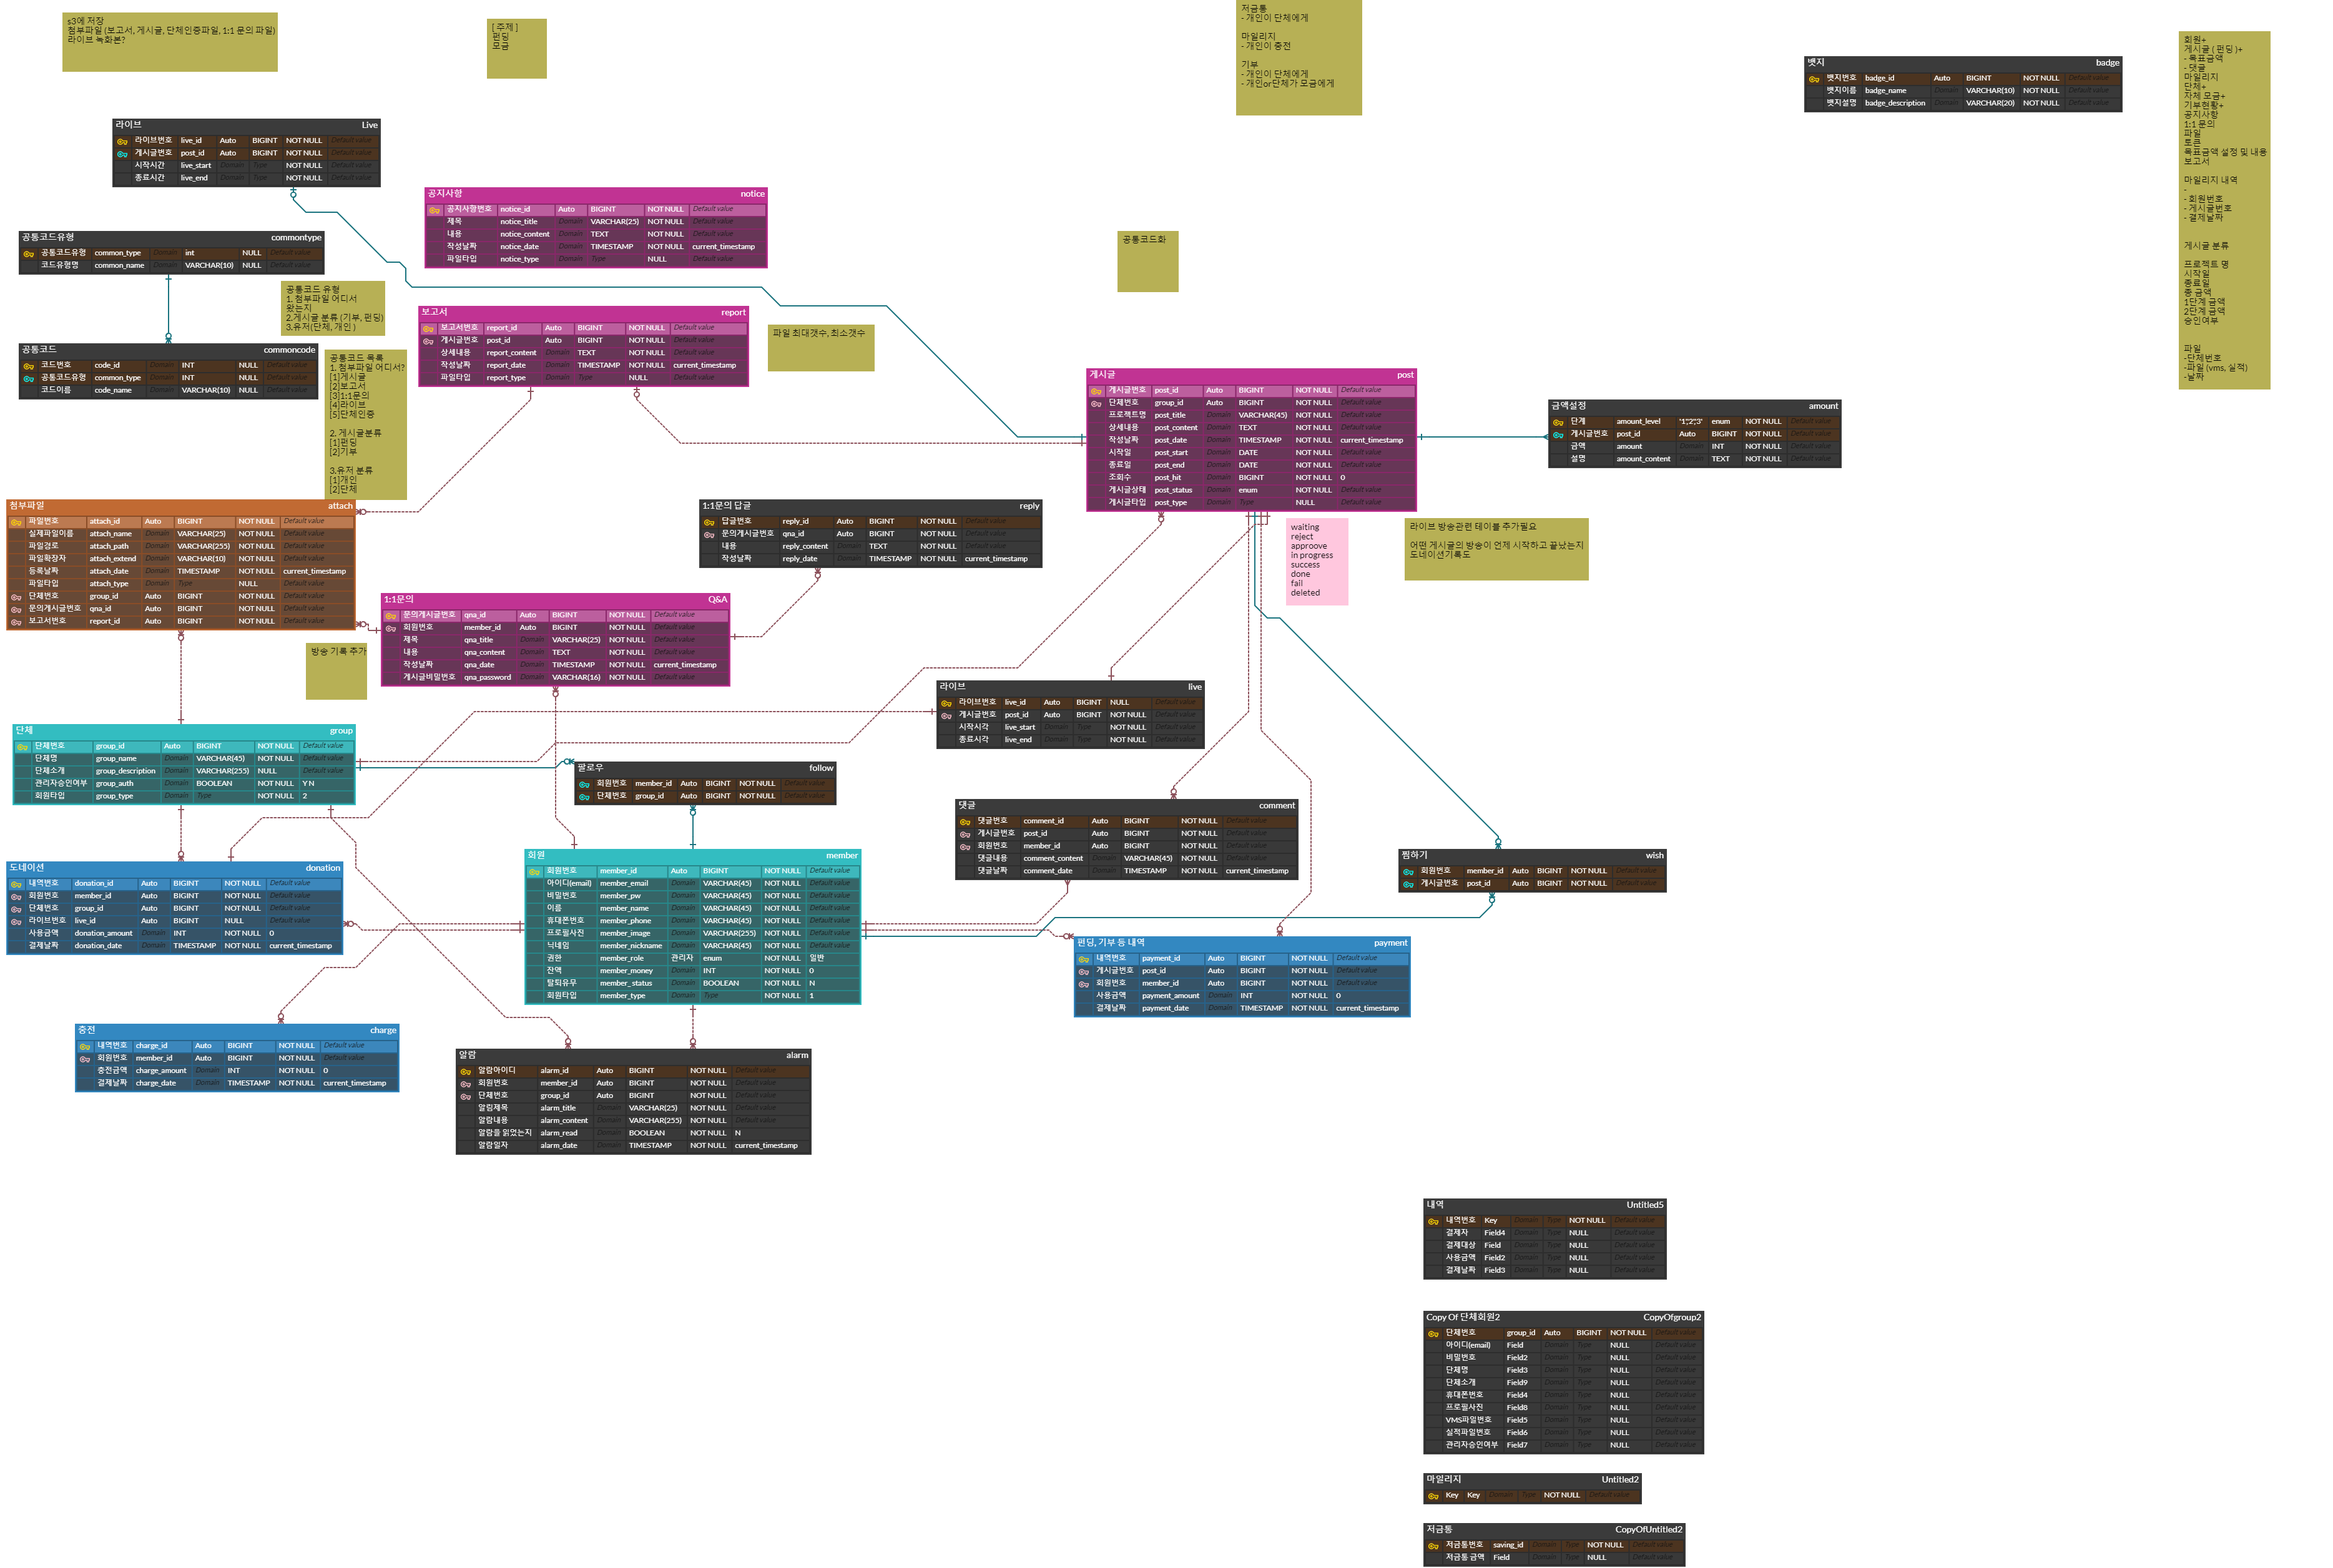 s3에 저장
첨부파일 (보고서, 게시글, 단체인증파일, 1:1 문의 파일)
라이브 녹화본?
[ 주제 ]
펀딩
모금
저금통
- 개인이 단체에게
마일리지
- 개인이 충전
기부
- 개인이 단체에게
- 개인or단체가 모금에게
뱃지 badge
뱃지번호 badge_id Auto BIGINT NOT NULL Default value
뱃지이름 badge_name Domain VARCHAR(10) NOT NULL Default value
뱃지설명 badge_description Domain VARCHAR(20) NOT NULL Default value
회원+
게시글 ( 펀딩 )+
- 목표금액
- 댓글
마일리지
단체+
자체 모금+
기부현황+
공지사항
1:1 문의
파일
토큰
목표금액 설정 및 내용
보고서
마일리지 내역
-
- 회원번호
- 게시글번호
- 결제날짜
게시글 분류
프로젝트 명
시작일
종료일
총 금액
1단계 금액
2단계 금액
승인여부
파일
-단체번호
-파일 (vms, 실적)
-날짜
라이브 Live
라이브번호 live_id Auto BIGINT NOT NULL Default value
게시글번호 post_id Auto BIGINT NOT NULL Default value
시작시간 live_start Domain Type NOT NULL Default value
종료시간 live_end Domain Type NOT NULL Default value
공지사항 notice
공지사항번호 notice_id Auto BIGINT NOT NULL Default value
제목 notice_title Domain VARCHAR(25) NOT NULL Default value
내용 notice_content Domain TEXT NOT NULL Default value
작성날짜 notice_date Domain TIMESTAMP NOT NULL current_timestamp
파일타입 notice_type Domain Type NULL Default value
공통코드유형 commontype
공통코드유형 common_type Domain int NULL Default value
코드유형명 common_name Domain VARCHAR(10) NULL Default value
공통코드화
공통코드 유형
1. 첨부파일 어디서
왔는지
2.게시글 분류 (기부, 펀딩)
3.유저(단체, 개인 )
보고서 report
보고서번호 report_id Auto BIGINT NOT NULL Default value
게시글번호 post_id Auto BIGINT NOT NULL Default value
상세내용 report_content Domain TEXT NOT NULL Default value
작성날짜 report_date Domain TIMESTAMP NOT NULL current_timestamp
파일타입 report_type Domain Type NULL Default value
파일 최대갯수, 최소갯수
공통코드 commoncode
코드번호 code_id Domain INT NULL Default value
공통코드유형 common_type Domain INT NULL Default value
코드이름 code_name Domain VARCHAR(10) NULL Default value
공통코드 목록
1. 첨부파일 어디서?
[1]게시글
[2]보고서
[3]1:1문의
[4]라이브
[5]단체인증
2. 게시글분류
[1]펀딩
[2]기부
3.유저 분류
[1]개인
[2]단체
게시글 post
게시글번호 post_id Auto BIGINT NOT NULL Default value
단체번호 group_id Auto BIGINT NOT NULL Default value
프로젝트명 post_title Domain VARCHAR(45) NOT NULL Default value
상세내용 post_content Domain TEXT NOT NULL Default value
작성날짜 post_date Domain TIMESTAMP NOT NULL current_timestamp
시작일 post_start Domain DATE NOT NULL Default value
종료일 post_end Domain DATE NOT NULL Default value
조회수 post_hit Domain BIGINT NOT NULL 0
게시글상태 post_status Domain enum NOT NULL Default value
게시글타입 post_type Domain Type NULL Default value
금액설정 amount
단계 amount_level '1','2','3' enum NOT NULL Default value
게시글번호 post_id Auto BIGINT NOT NULL Default value
금액 amount Domain INT NOT NULL Default value
설명 amount_content Domain TEXT NOT NULL Default value
첨부파일 attach
파일번호 attach_id Auto BIGINT NOT NULL Default value
실제파일이름 attach_name Domain VARCHAR(25) NOT NULL Default value
파일경로 attach_path Domain VARCHAR(255) NOT NULL Default value
파일확장자 attach_extend Domain VARCHAR(10) NOT NULL Default value
등록날짜 attach_date Domain TIMESTAMP NOT NULL current_timestamp
파일타입 attach_type Domain Type NULL Default value
단체번호 group_id Auto BIGINT NOT NULL Default value
문의게시글번호 qna_id Auto BIGINT NOT NULL Default value
보고서번호 report_id Auto BIGINT NOT NULL Default value
1:1문의 답글 reply
답글번호 reply_id Auto BIGINT NOT NULL Default value
문의게시글번호 qna_id Auto BIGINT NOT NULL Default value
내용 reply_content Domain TEXT NOT NULL Default value
작성날짜 reply_date Domain TIMESTAMP NOT NULL current_timestamp
waiting
reject
approove
in progress
success
done
fail
deleted
라이브 방송관련 테이블 추가필요
어떤 게시글의 방송이 언제 시작하고 끝났는지
도네이션기록도
1:1문의 Q&A
문의게시글번호 qna_id Auto BIGINT NOT NULL Default value
회원번호 member_id Auto BIGINT NOT NULL Default value
제목 qna_title Domain VARCHAR(25) NOT NULL Default value
내용 qna_content Domain TEXT NOT NULL Default value
작성날짜 qna_date Domain TIMESTAMP NOT NULL current_timestamp
게시글비밀번호 qna_password Domain VARCHAR(16) NOT NULL Default value
방송 기록 추가
라이브 live
라이브번호 live_id Auto BIGINT NULL Default value
게시글번호 post_id Auto BIGINT NOT NULL Default value
시작시각 live_start Domain Type NOT NULL Default value
종료시각 live_end Domain Type NOT NULL Default value
단체 group
단체번호 group_id Auto BIGINT NOT NULL Default value
단체명 group_name Domain VARCHAR(45) NOT NULL Default value
단체소개 group_description Domain VARCHAR(255) NULL Default value
관리자승인여부 group_auth Domain BOOLEAN NOT NULL Y N
회원타입 group_type Domain Type NOT NULL 2
팔로우 follow
회원번호 member_id Auto BIGINT NOT NULL Default value
단체번호 group_id Auto BIGINT NOT NULL Default value
댓글 comment
댓글번호 comment_id Auto BIGINT NOT NULL Default value
게시글번호 post_id Auto BIGINT NOT NULL Default value
회원번호 member_id Auto BIGINT NOT NULL Default value
댓글내용 comment_content Domain VARCHAR(45) NOT NULL Default value
댓글날짜 comment_date Domain TIMESTAMP NOT NULL current_timestamp
도네이션 donation
내역번호 donation_id Auto BIGINT NOT NULL Default value
회원번호 member_id Auto BIGINT NOT NULL Default value
단체번호 group_id Auto BIGINT NOT NULL Default value
라이브번호 live_id Auto BIGINT NULL Default value
사용금액 donation_amount Domain INT NOT NULL 0
결제날짜 donation_date Domain TIMESTAMP NOT NULL current_timestamp
회원 member
회원번호 member_id Auto BIGINT NOT NULL Default value
아이디(email) member_email Domain VARCHAR(45) NOT NULL Default value
비밀번호 member_pw Domain VARCHAR(45) NOT NULL Default value
이름 member_name Domain VARCHAR(45) NOT NULL Default value
휴대폰번호 member_phone Domain VARCHAR(45) NOT NULL Default value
프로필사진 member_image Domain VARCHAR(255) NOT NULL Default value
닉네임 member_nickname Domain VARCHAR(45) NOT NULL Default value
권한 member_role 관리자 enum NOT NULL 일반
잔액 member_money Domain INT NOT NULL 0
탈퇴유무 member_status Domain BOOLEAN NOT NULL N
회원타입 member_type Domain Type NOT NULL 1
찜하기 wish
회원번호 member_id Auto BIGINT NOT NULL Default value
게시글번호 post_id Auto BIGINT NOT NULL Default value
펀딩, 기부 등 내역 payment
내역번호 payment_id Auto BIGINT NOT NULL Default value
게시글번호 post_id Auto BIGINT NOT NULL Default value
회원번호 member_id Auto BIGINT NOT NULL Default value
사용금액 payment_amount Domain INT NOT NULL 0
결제날짜 payment_date Domain TIMESTAMP NOT NULL current_timestamp
충전 charge
내역번호 charge_id Auto BIGINT NOT NULL Default value
회원번호 member_id Auto BIGINT NOT NULL Default value
충전금액 charge_amount Domain INT NOT NULL 0
결제날짜 charge_date Domain TIMESTAMP NOT NULL current_timestamp
알람 alarm
알람아이디 alarm_id Auto BIGINT NOT NULL Default value
회원번호 member_id Auto BIGINT NOT NULL Default value
단체번호 group_id Auto BIGINT NOT NULL Default value
알림제목 alarm_title Domain VARCHAR(25) NOT NULL Default value
알람내용 alarm_content Domain VARCHAR(255) NOT NULL Default value
알람을 읽었는지 alarm_read Domain BOOLEAN NOT NULL N
알람일자 alarm_date Domain TIMESTAMP NOT NULL current_timestamp
내역 Untitled5
내역번호 Key Domain Type NOT NULL Default value
결제자 Field4 Domain Type NULL Default value
결제대상 Field Domain Type NULL Default value
사용금액 Field2 Domain Type NULL Default value
결제날짜 Field3 Domain Type NULL Default value
Copy Of 단체회원2 CopyOfgroup2
단체번호 group_id Auto BIGINT NOT NULL Default value
아이디(email) Field Domain Type NULL Default value
비밀번호 Field2 Domain Type NULL Default value
단체명 Field3 Domain Type NULL Default value
단체소개 Field9 Domain Type NULL Default value
휴대폰번호 Field4 Domain Type NULL Default value
프로필사진 Field8 Domain Type NULL Default value
VMS파일번호 Field5 Domain Type NULL Default value
실적파일번호 Field6 Domain Type NULL Default value
관리자승인여부 Field7 Domain Type NULL Default value
마일리지 Untitled2
Key Key Domain Type NOT NULL Default value
저금통 CopyOfUntitled2
저금통번호 saving_id Domain Type NOT NULL Default value
저금통 금액 Field Domain Type NULL Default value